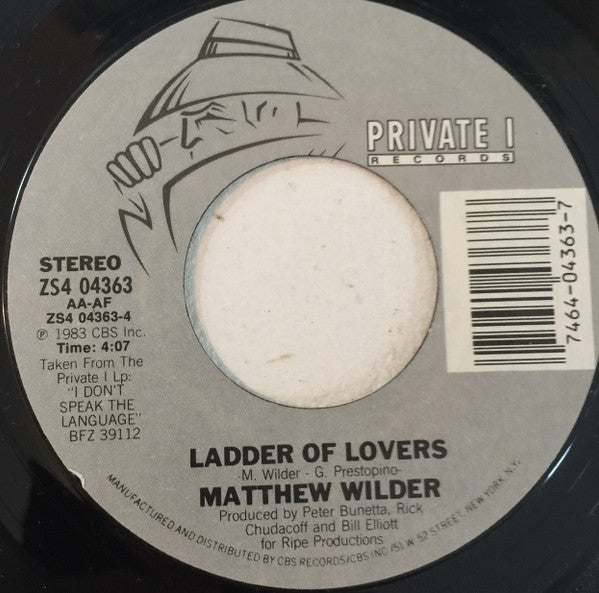 PRIVATE I
RECORDS
7464-04363-7
STEREO
ZS4 04363
AA-AF
ZS4 04363-4
℗ 1983 CBS Inc.
Time: 4:07
Taken From The
Private I Lp:
"I DON'T
SPEAK THE
LANGUAGE"
BFZ 39112
LADDER OF LOVERS
-M. Wilder - G. Prestopino-
MATTHEW WILDER
Produced by Peter Bunetta, Rick
Chudacoff and Bill Elliott
for Ripe Productions
MANUFACTURED AND DISTRIBUTED BY CBS RECORDS/CBS INC./51 W 52 STREET, NEW YORK, N.Y.